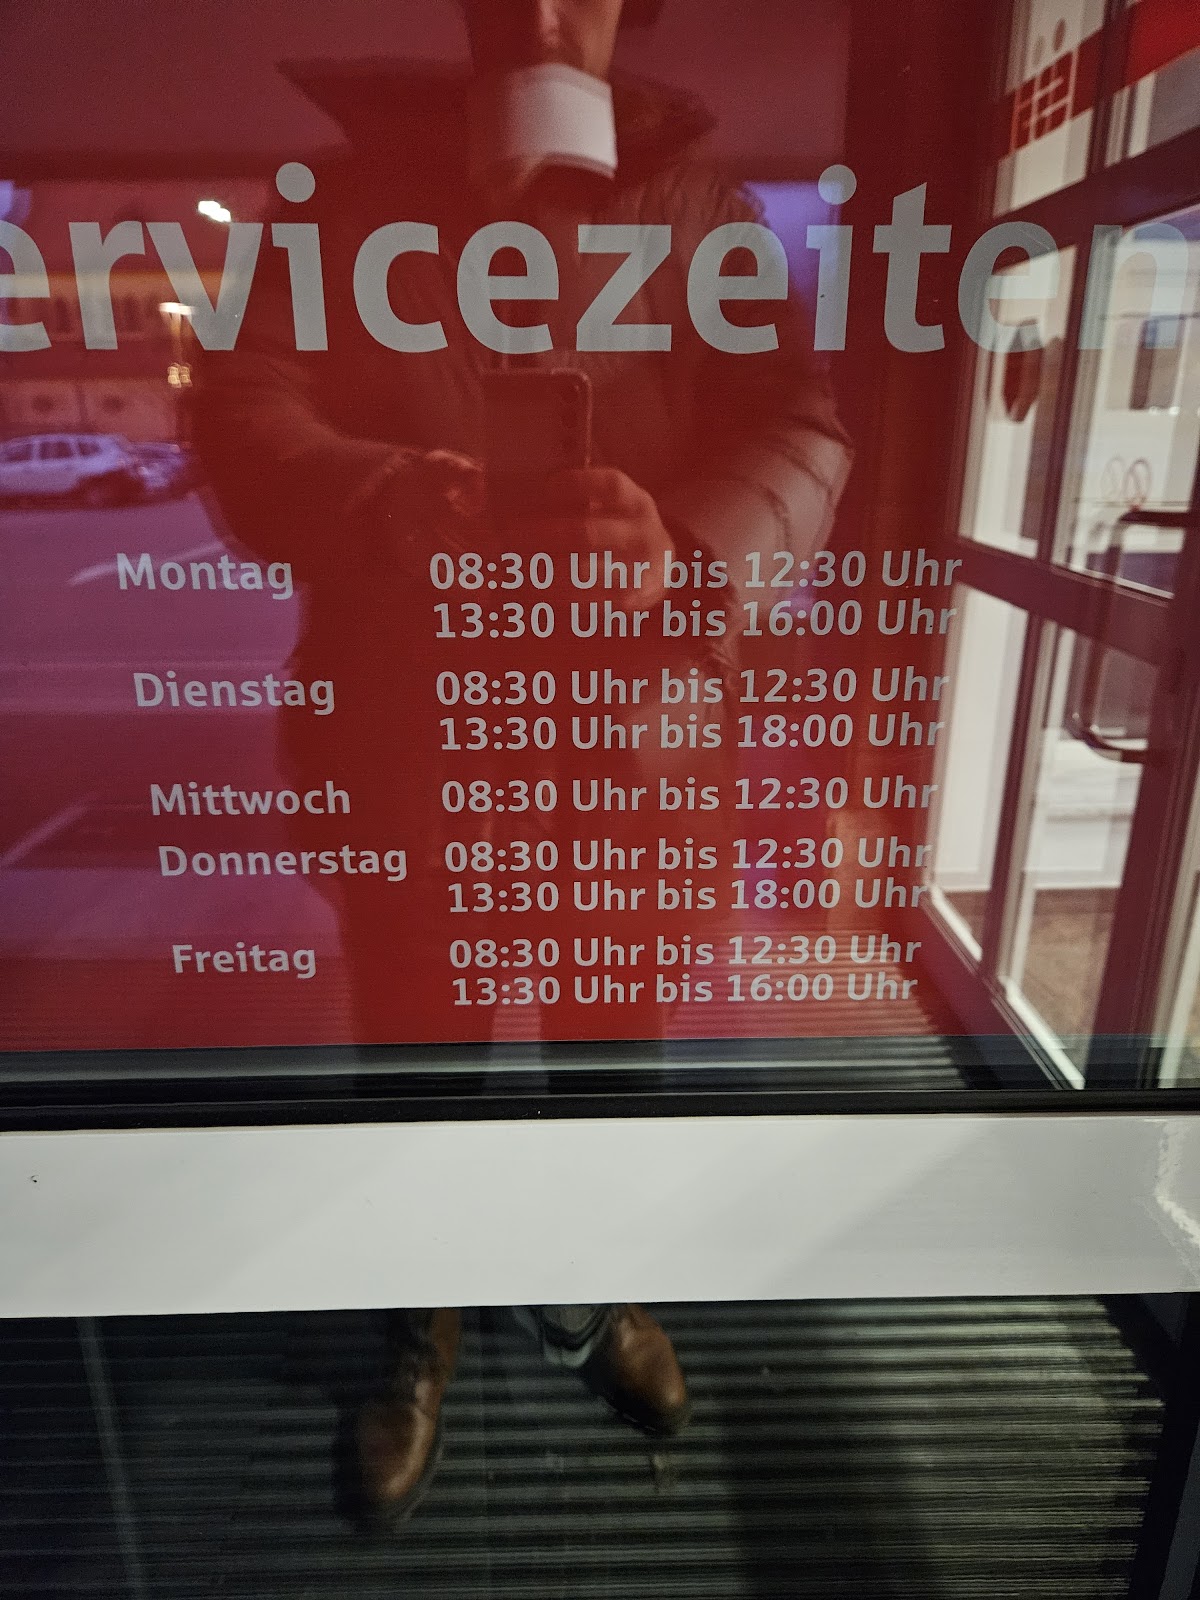 ervicezeiten
Montag 08:30 Uhr bis 12:30 Uhr
13:30 Uhr bis 16:00 Uhr
Dienstag 08:30 Uhr bis 12:30 Uhr
13:30 Uhr bis 18:00 Uhr
Mittwoch 08:30 Uhr bis 12:30 Uhr
Donnerstag 08:30 Uhr bis 12:30 Uhr
13:30 Uhr bis 18:00 Uhr
Freitag 08:30 Uhr bis 12:30 Uhr
13:30 Uhr bis 16:00 Uhr